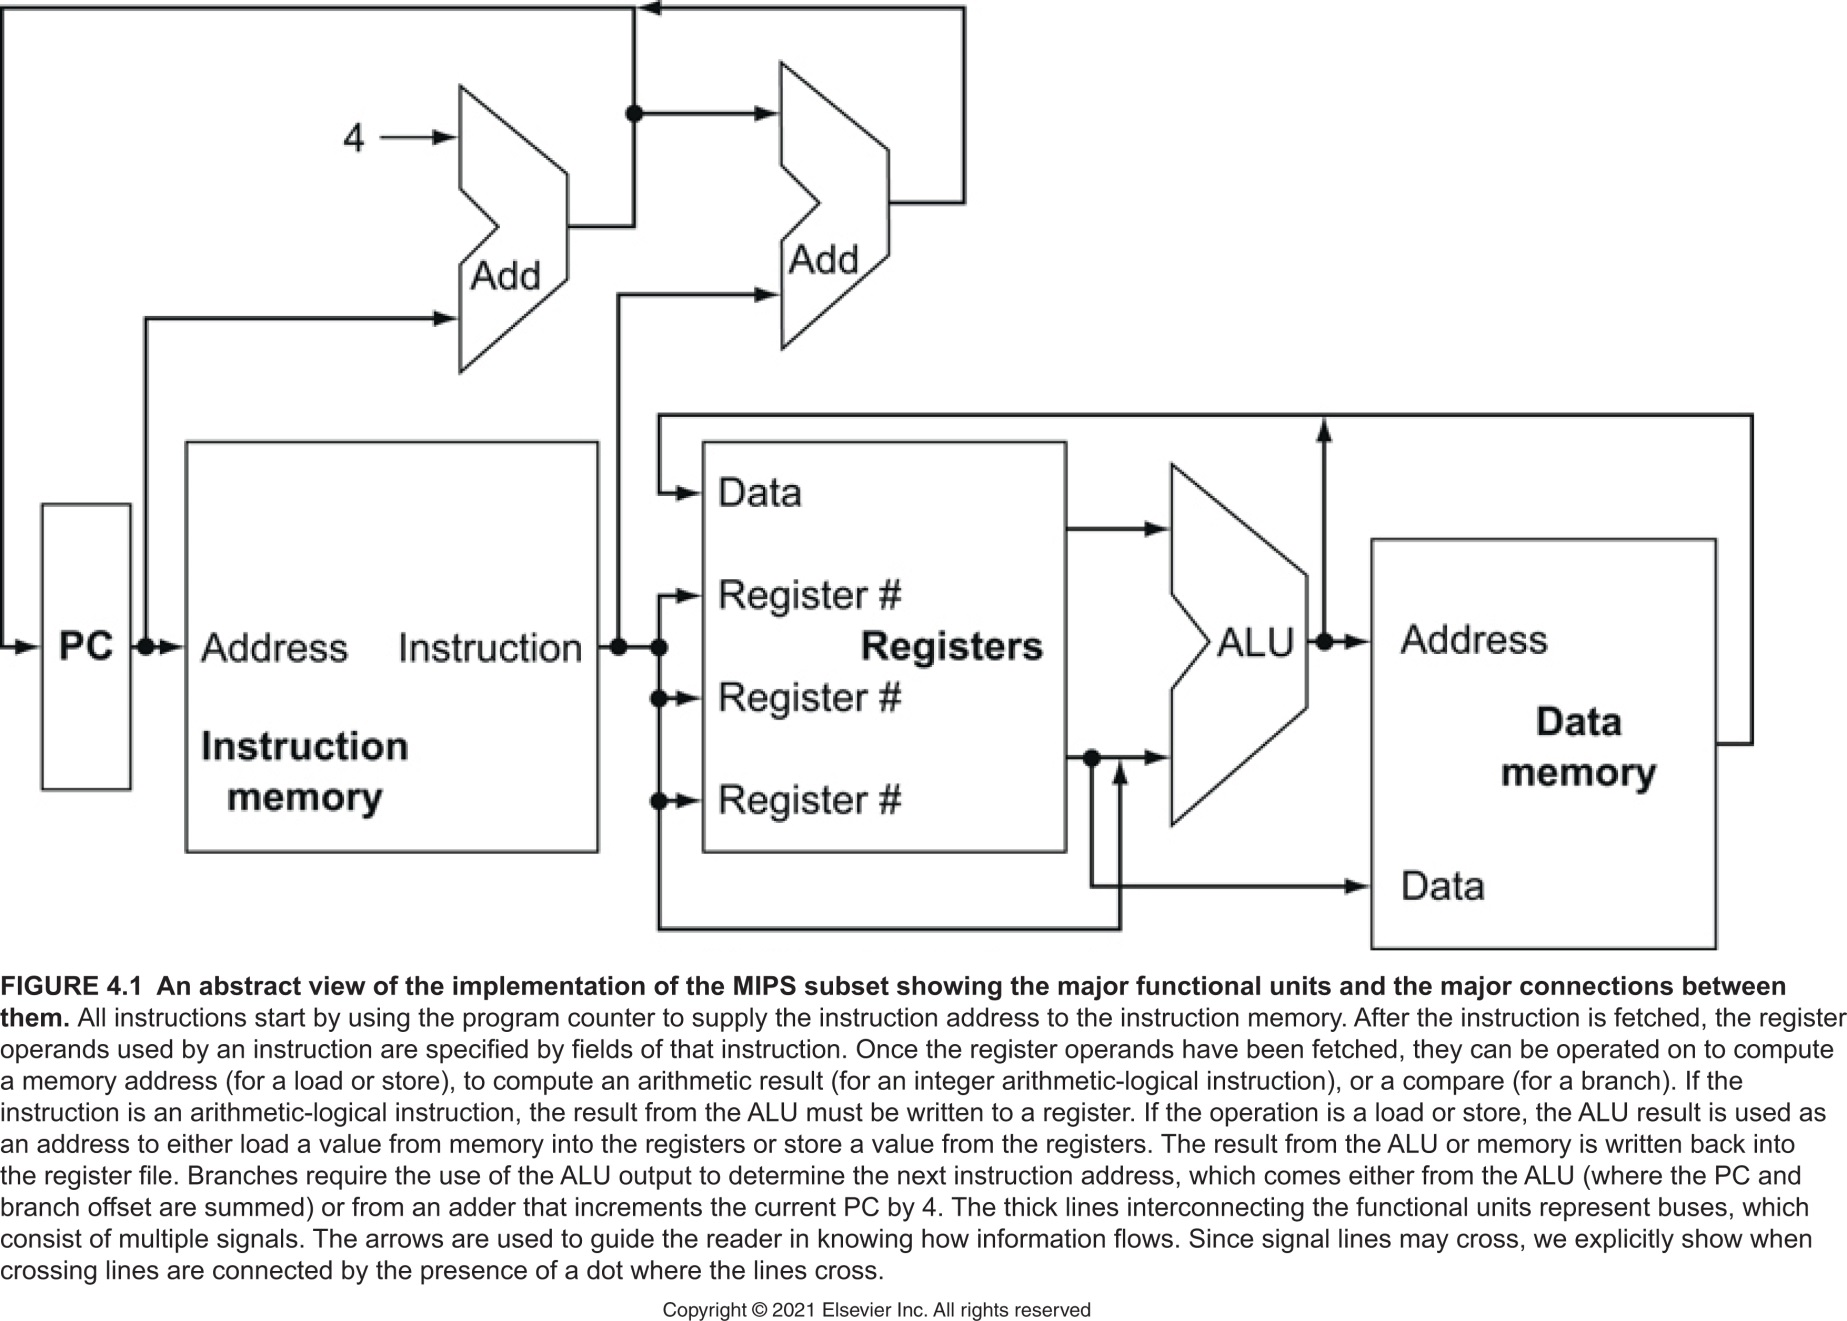 4
Add
Add
Data
Register #
PC
Address
Instruction
Registers
ALU
Address
Register #
Instruction
memory
Data
memory
Register #
Data
FIGURE 4.1 An abstract view of the implementation of the MIPS subset showing the major functional units and the major connections between
them. All instructions start by using the program counter to supply the instruction address to the instruction memory. After the instruction is fetched, the register
operands used by an instruction are specified by fields of that instruction. Once the register operands have been fetched, they can be operated on to compute
a memory address (for a load or store), to compute an arithmetic result (for an integer arithmetic-logical instruction), or a compare (for a branch). If the
instruction is an arithmetic-logical instruction, the result from the ALU must be written to a register. If the operation is a load or store, the ALU result is used as
an address to either load a value from memory into the registers or store a value from the registers. The result from the ALU or memory is written back into
the register file. Branches require the use of the ALU output to determine the next instruction address, which comes either from the ALU (where the PC and
branch offset are summed) or from an adder that increments the current PC by 4. The thick lines interconnecting the functional units represent buses, which
consist of multiple signals. The arrows are used to guide the reader in knowing how information flows. Since signal lines may cross, we explicitly show when
crossing lines are connected by the presence of a dot where the lines cross.
Copyright © 2021 Elsevier Inc. All rights reserved